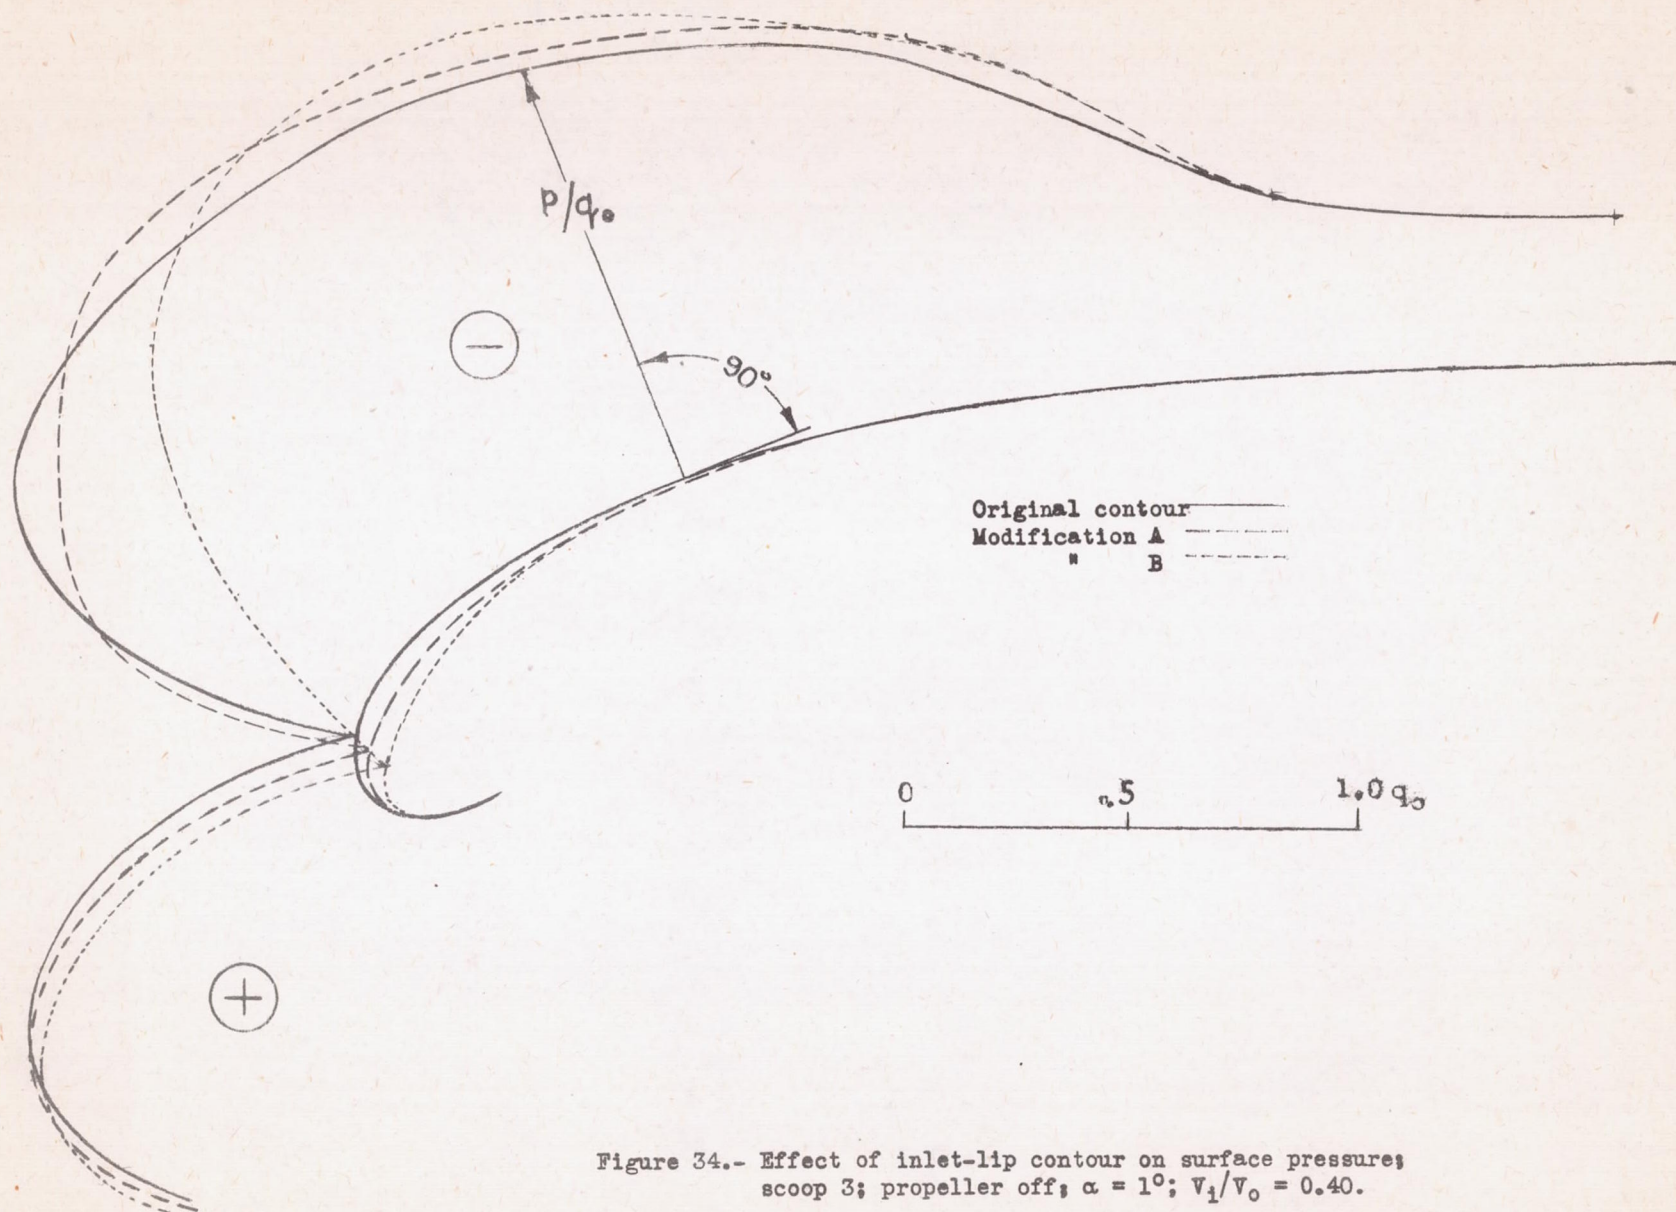 p/q₀
−
90°
Original contour
Modification A
" B
0 .5 1.0 q₀
+
Figure 34.- Effect of inlet-lip contour on surface pressure;
scoop 3; propeller off; α = 1°; V₁/V₀ = 0.40.